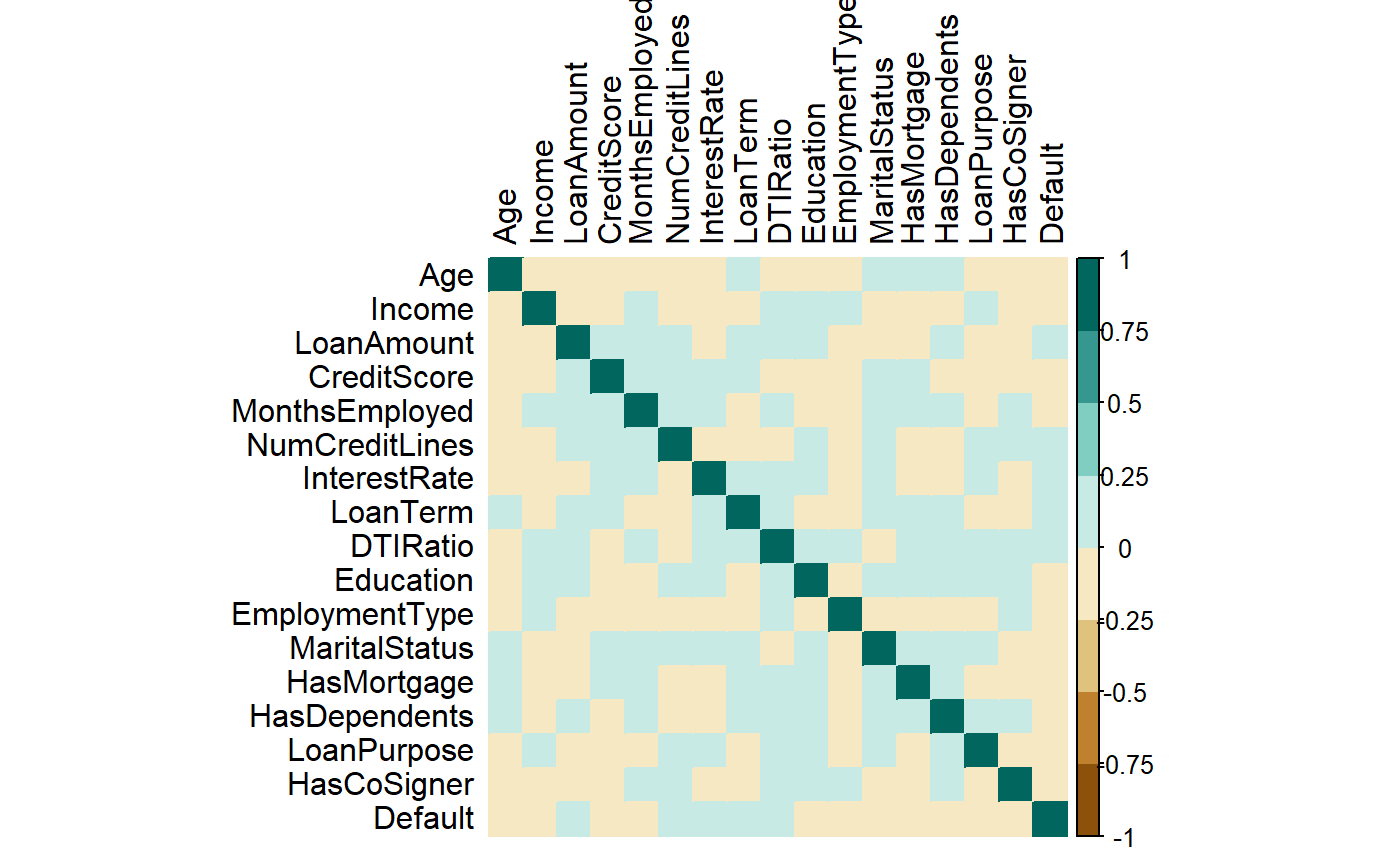 Age
Income
LoanAmount
CreditScore
MonthsEmployed
NumCreditLines
InterestRate
LoanTerm
DTIRatio
Education
EmploymentType
MaritalStatus
HasMortgage
HasDependents
LoanPurpose
HasCoSigner
Default
Age
Income
LoanAmount
CreditScore
MonthsEmployed
NumCreditLines
InterestRate
LoanTerm
DTIRatio
Education
EmploymentType
MaritalStatus
HasMortgage
HasDependents
LoanPurpose
HasCoSigner
Default
1
0.75
0.5
0.25
0
-0.25
-0.5
-0.75
-1